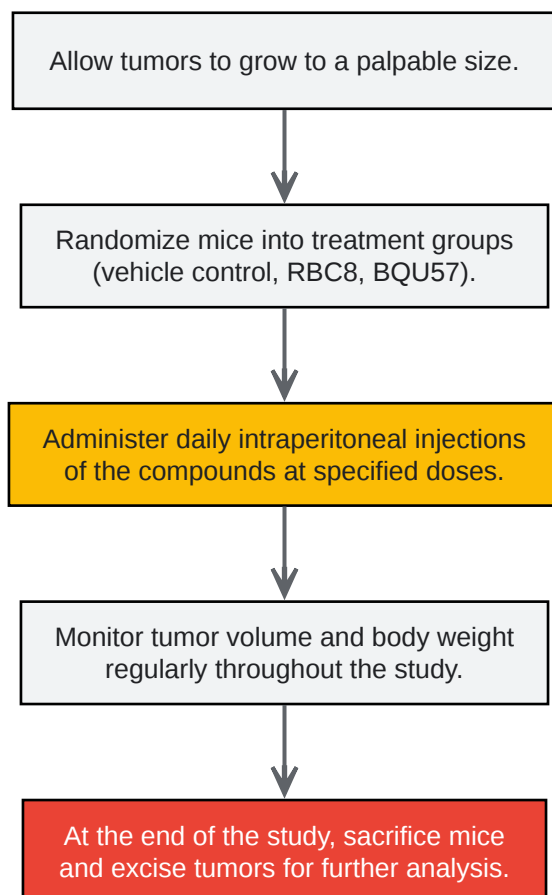 Allow tumors to grow to a palpable size.
Randomize mice into treatment groups
(vehicle control, RBC8, BQU57).
Administer daily intraperitoneal injections
of the compounds at specified doses.
Monitor tumor volume and body weight
regularly throughout the study.
At the end of the study, sacrifice mice
and excise tumors for further analysis.